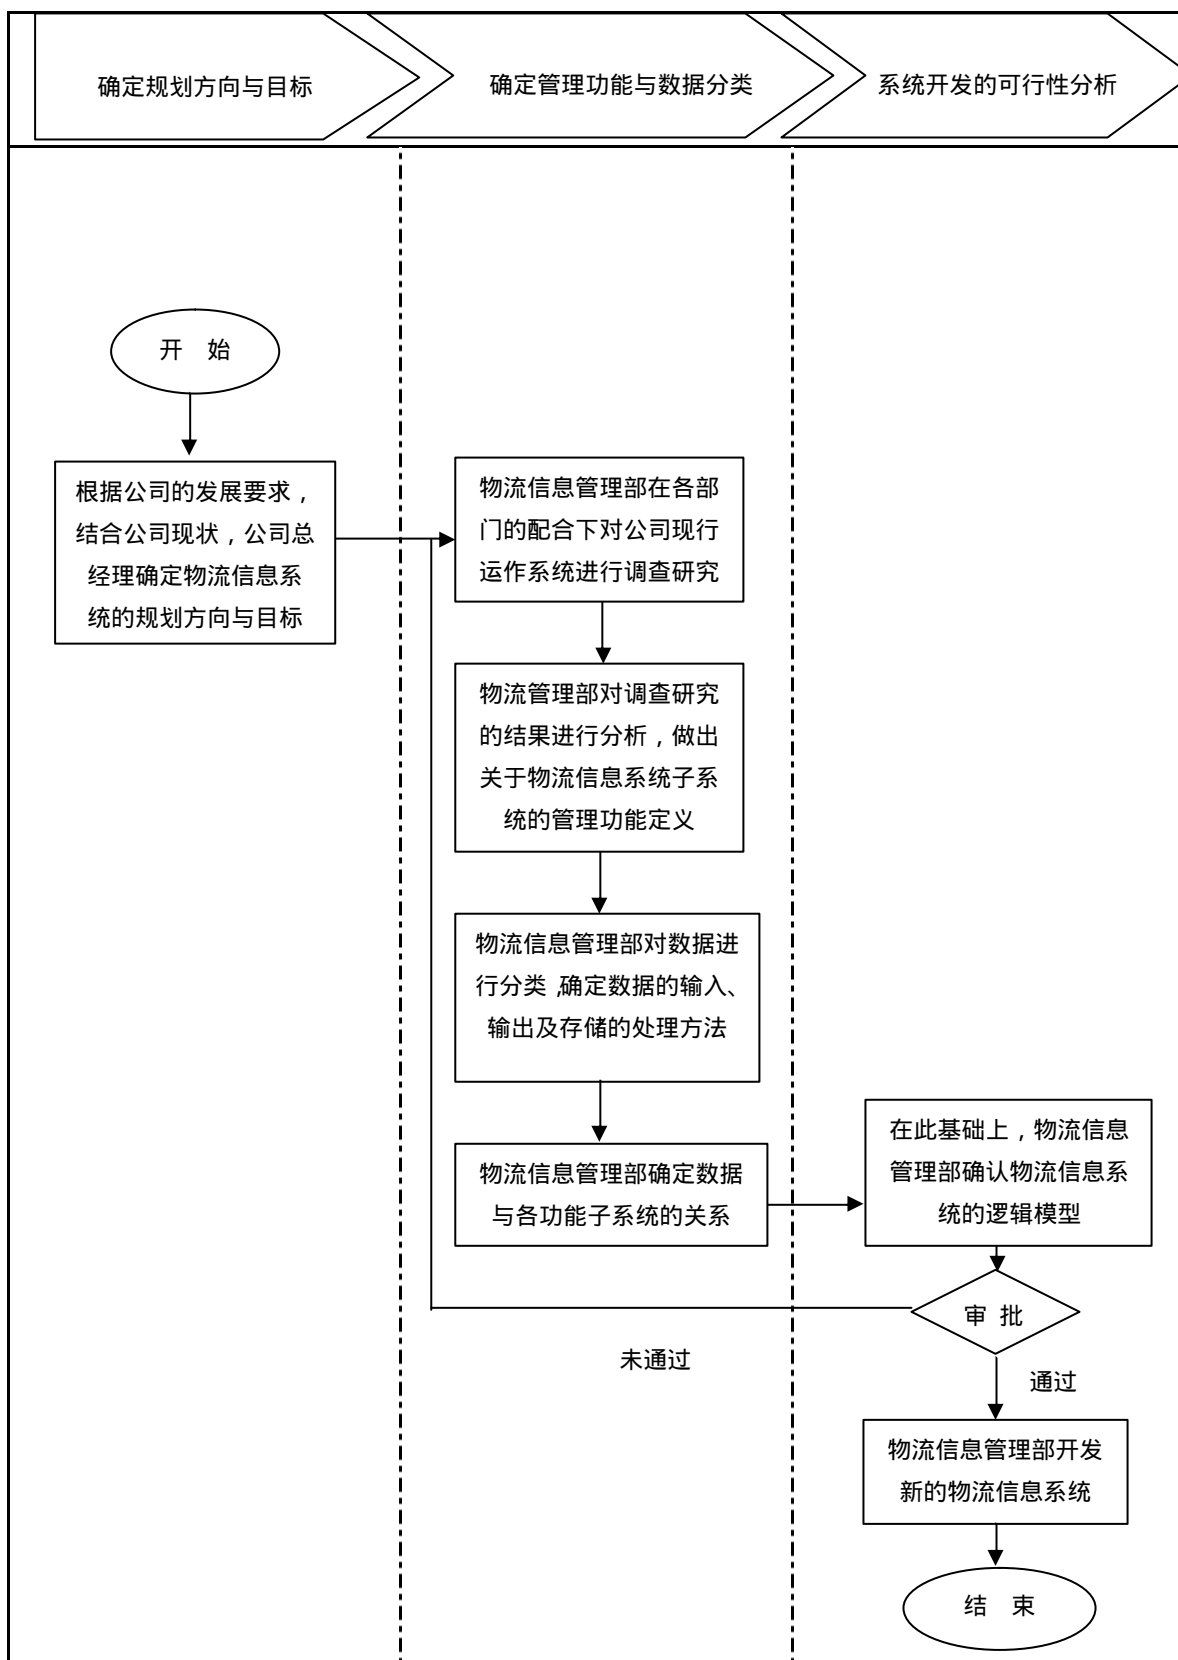 确定规划方向与目标
确定管理功能与数据分类
系统开发的可行性分析
开 始
根据公司的发展要求，
结合公司现状，公司总
经理确定物流信息系
统的规划方向与目标
物流信息管理部在各部
门的配合下对公司现行
运作系统进行调查研究
物流管理部对调查研究
的结果进行分析，做出
关于物流信息系统子系
统的管理功能定义
物流信息管理部对数据进
行分类,确定数据的输入、
输出及存储的处理方法
物流信息管理部确定数据
与各功能子系统的关系
在此基础上，物流信息
管理部确认物流信息系
统的逻辑模型
审 批
未通过
通过
物流信息管理部开发
新的物流信息系统
结 束